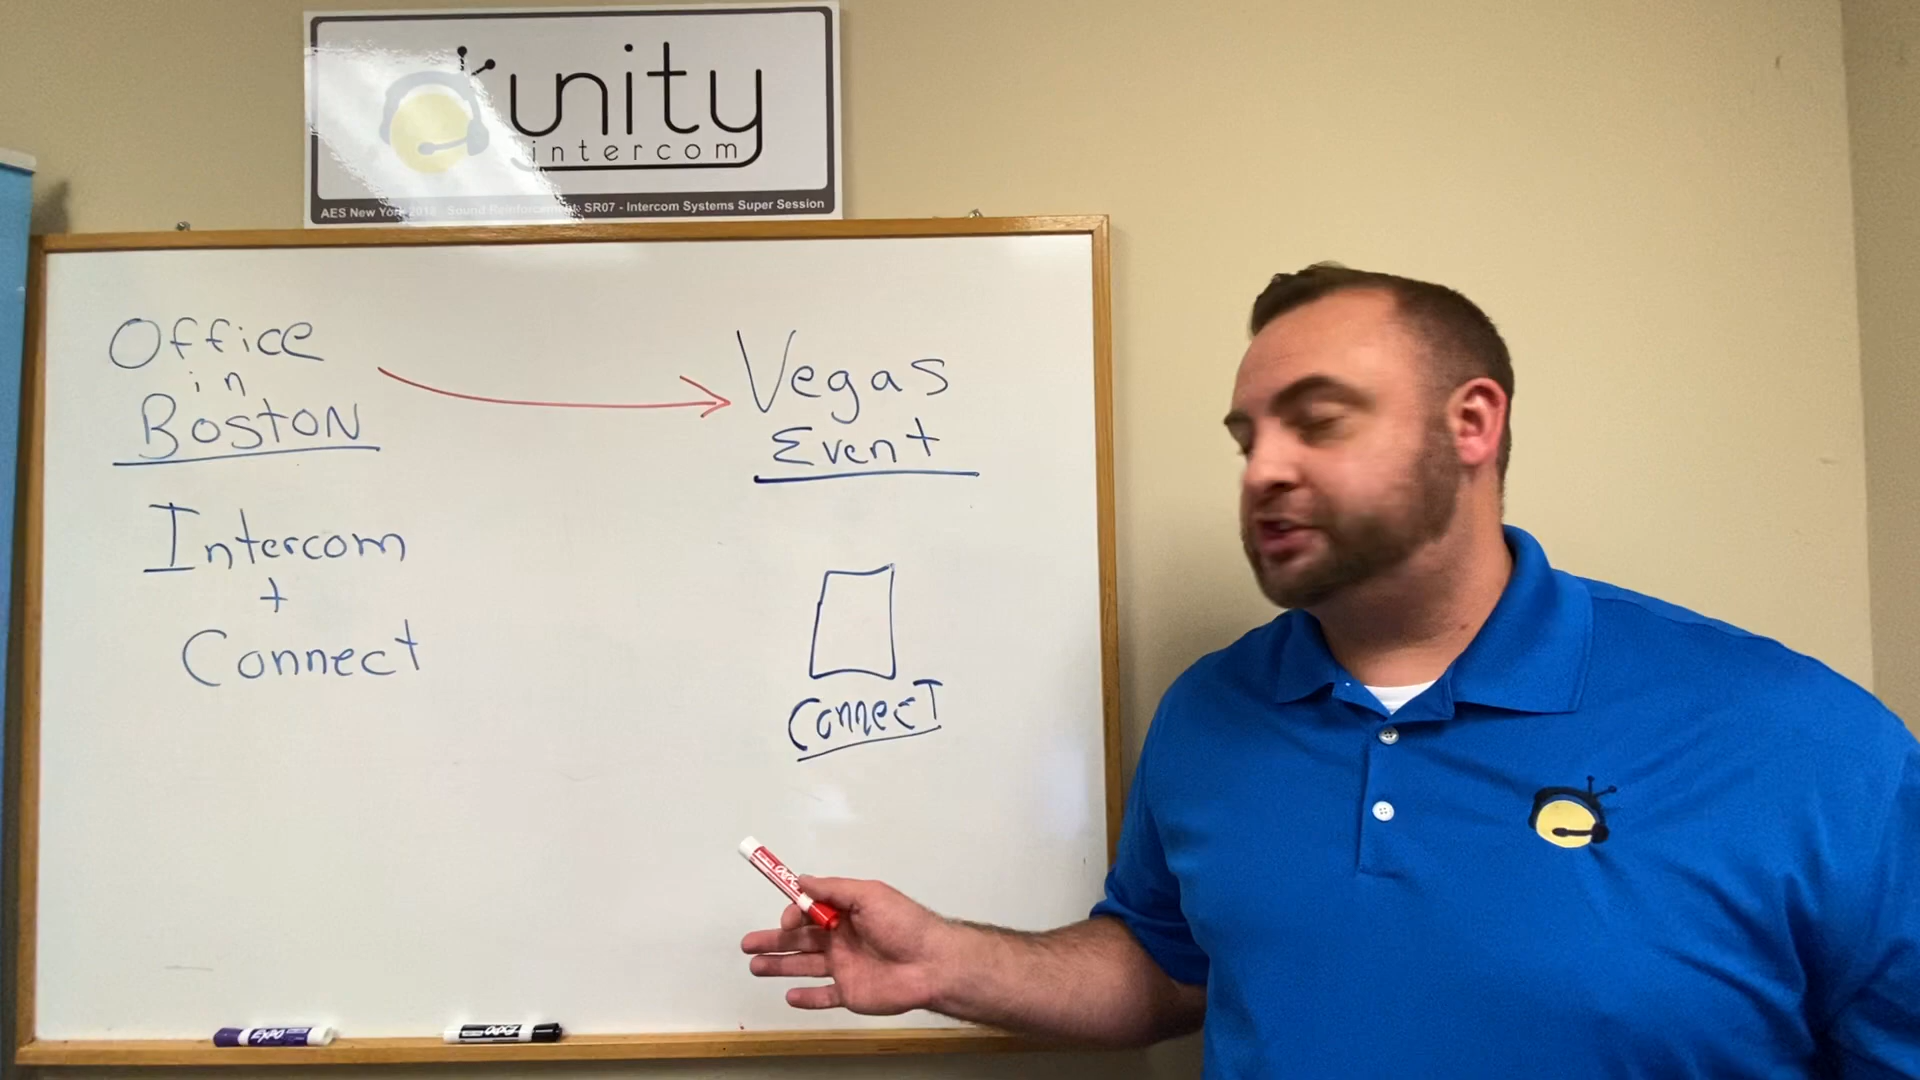 unity
intercom
AES New York 2018 - Sound Reinforcement: SR07 - Intercom Systems Super Session
Office
in
Boston
Vegas
Event
Intercom
+
Connect
Connect
EXPO
EXPO
EXPO